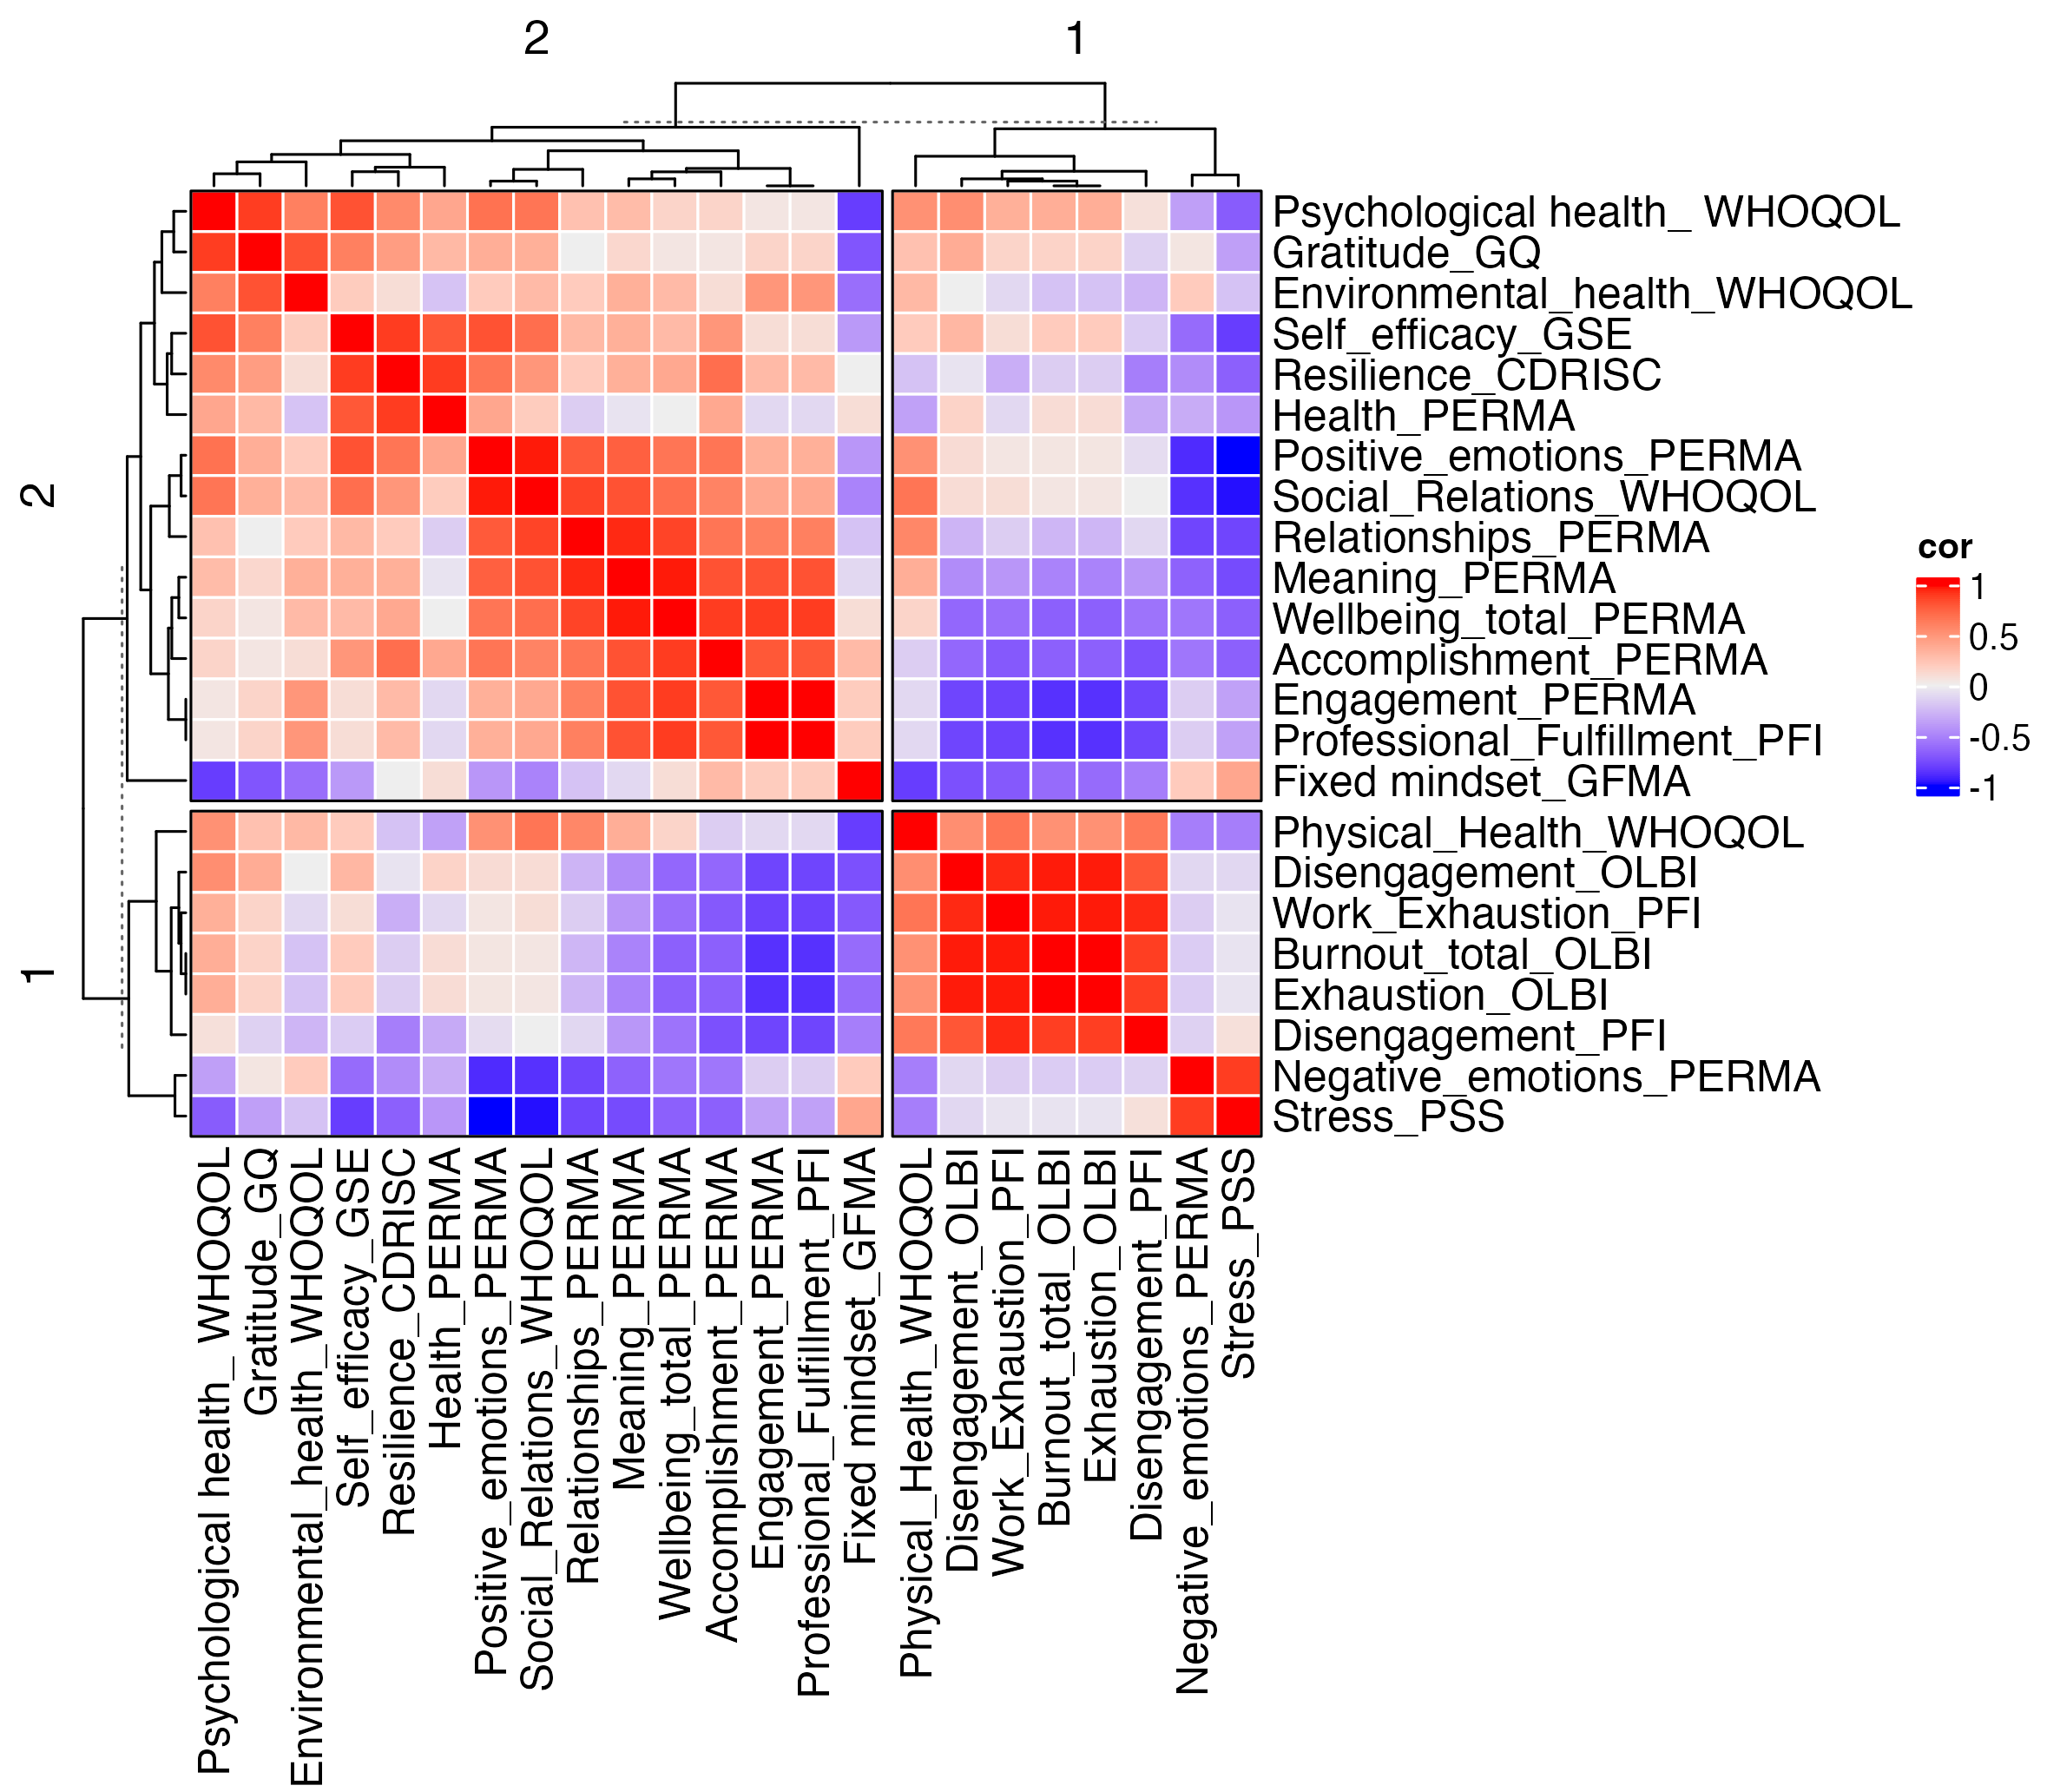 2
1
2
1
Psychological health_ WHOQOL
Gratitude_GQ
Environmental_health_WHOQOL
Self_efficacy_GSE
Resilience_CDRISC
Health_PERMA
Positive_emotions_PERMA
Social_Relations_WHOQOL
Relationships_PERMA
Meaning_PERMA
Wellbeing_total_PERMA
Accomplishment_PERMA
Engagement_PERMA
Professional_Fulfillment_PFI
Fixed mindset_GFMA
Physical_Health_WHOQOL
Disengagement_OLBI
Work_Exhaustion_PFI
Burnout_total_OLBI
Exhaustion_OLBI
Disengagement_PFI
Negative_emotions_PERMA
Stress_PSS
cor
1
0.5
0
-0.5
-1
Psychological health_ WHOQOL
Gratitude_GQ
Environmental_health_WHOQOL
Self_efficacy_GSE
Resilience_CDRISC
Health_PERMA
Positive_emotions_PERMA
Social_Relations_WHOQOL
Relationships_PERMA
Meaning_PERMA
Wellbeing_total_PERMA
Accomplishment_PERMA
Engagement_PERMA
Professional_Fulfillment_PFI
Fixed mindset_GFMA
Physical_Health_WHOQOL
Disengagement_OLBI
Work_Exhaustion_PFI
Burnout_total_OLBI
Exhaustion_OLBI
Disengagement_PFI
Negative_emotions_PERMA
Stress_PSS